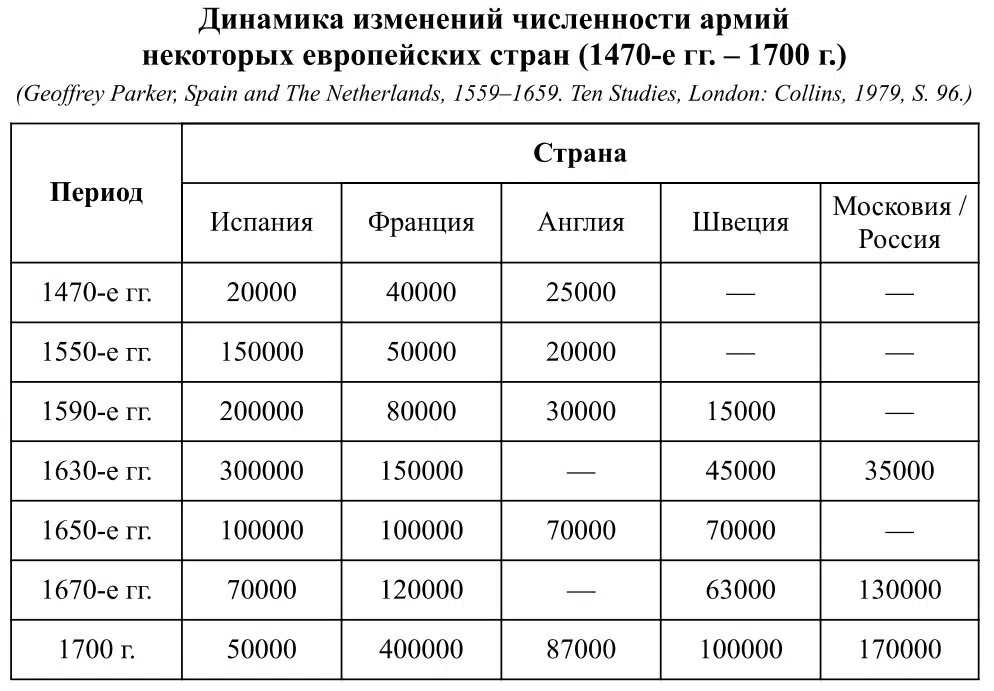 Динамика изменений численности армий
некоторых европейских стран (1470-е гг. – 1700 г.)
(Geoffrey Parker, Spain and The Netherlands, 1559–1659. Ten Studies, London: Collins, 1979, S. 96.)
Период Страна
Испания Франция Англия Швеция Московия / Россия
1470-е гг. 20000 40000 25000 — —
1550-е гг. 150000 50000 20000 — —
1590-е гг. 200000 80000 30000 15000 —
1630-е гг. 300000 150000 — 45000 35000
1650-е гг. 100000 100000 70000 70000 —
1670-е гг. 70000 120000 — 63000 130000
1700 г. 50000 400000 87000 100000 170000